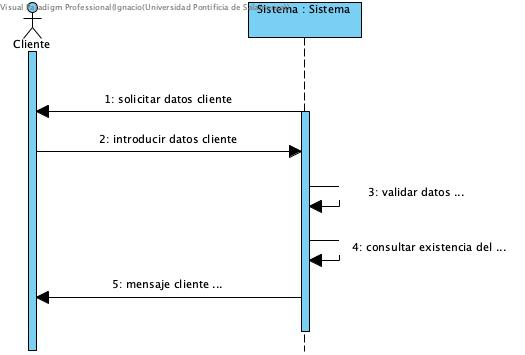 Visual Paradigm Professional(Ignacio(Universidad Pontificia de
Sistema : Sistema
Cliente
1: solicitar datos cliente
2: introducir datos cliente
3: validar datos ...
4: consultar existencia del ...
5: mensaje cliente ...